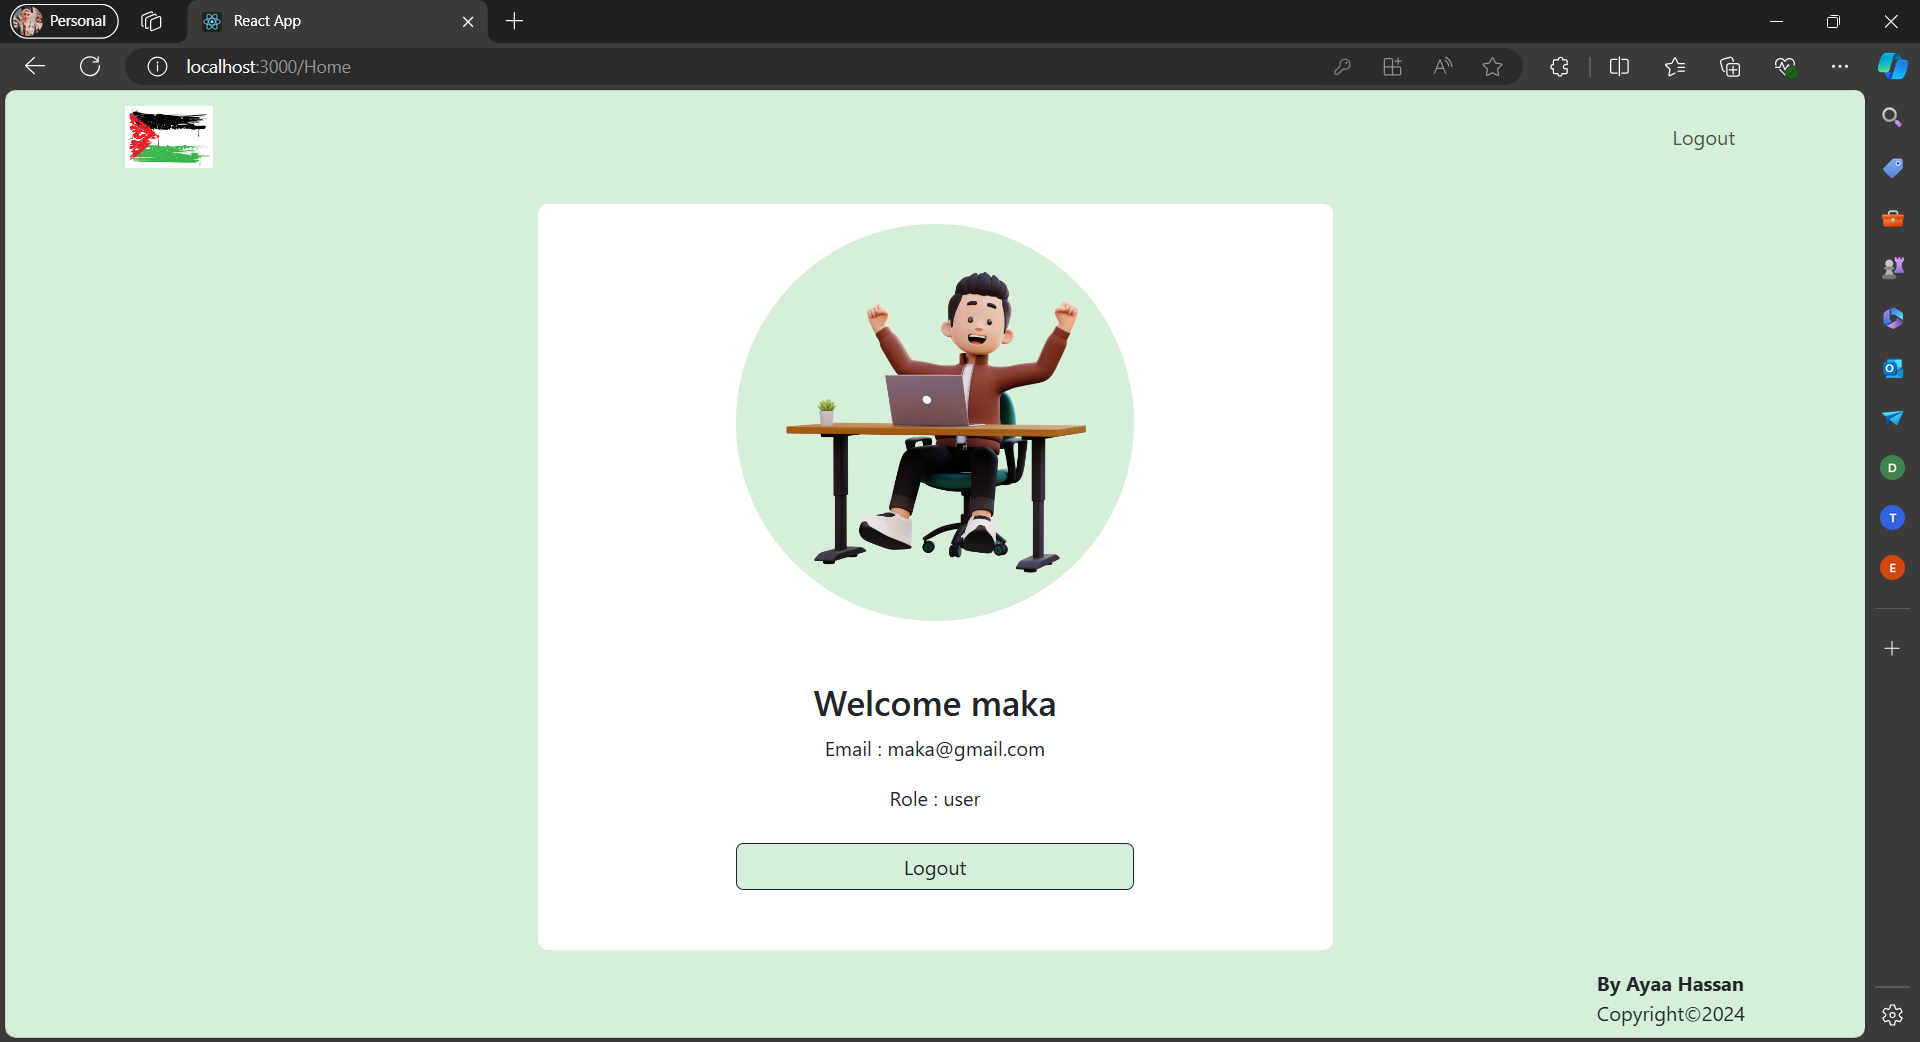 Personal
React App
localhost:3000/Home
Logout
Welcome maka
Email : maka@gmail.com
Role : user
Logout
By Ayaa Hassan
Copyright©2024
D
T
E